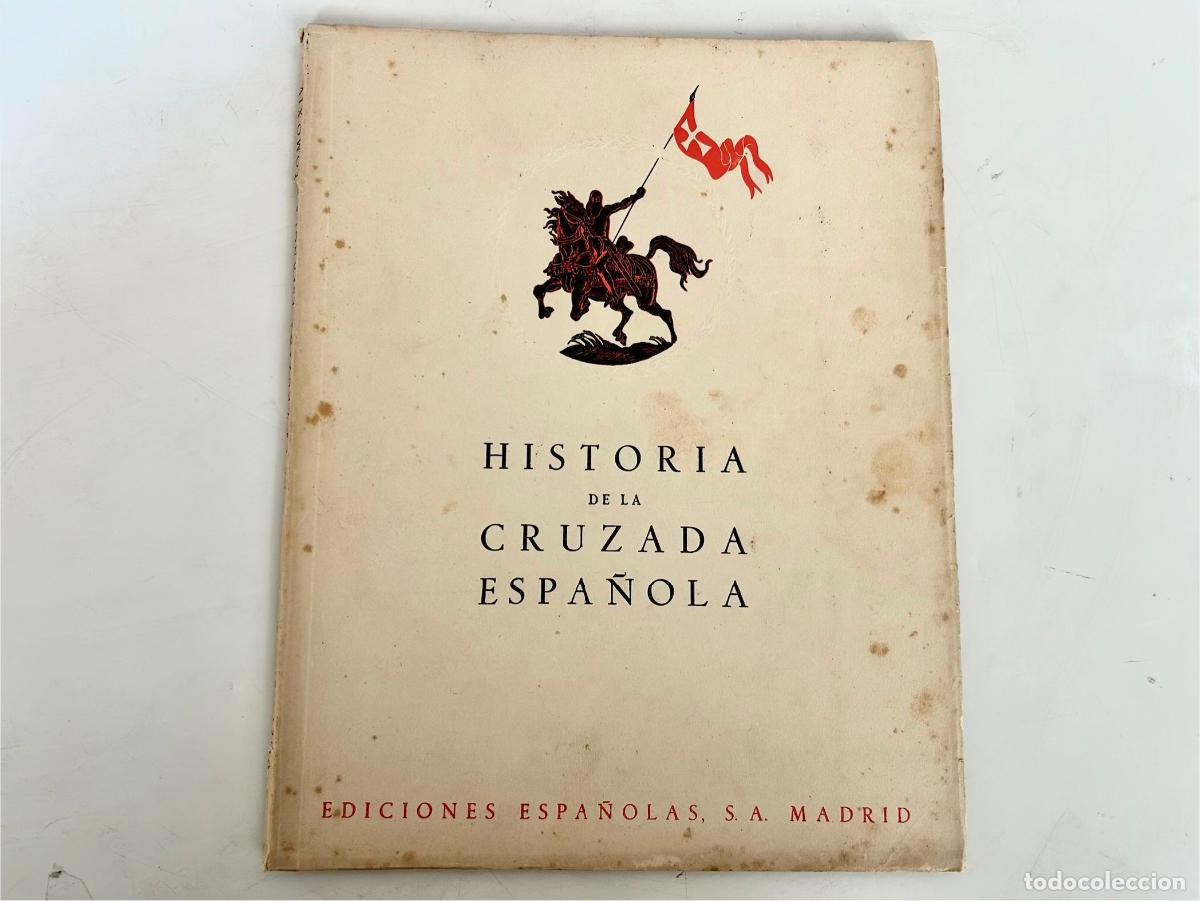 HISTORIA
DE LA
CRUZADA
ESPAÑOLA
EDICIONES ESPAÑOLAS, S. A. MADRID
todocoleccion